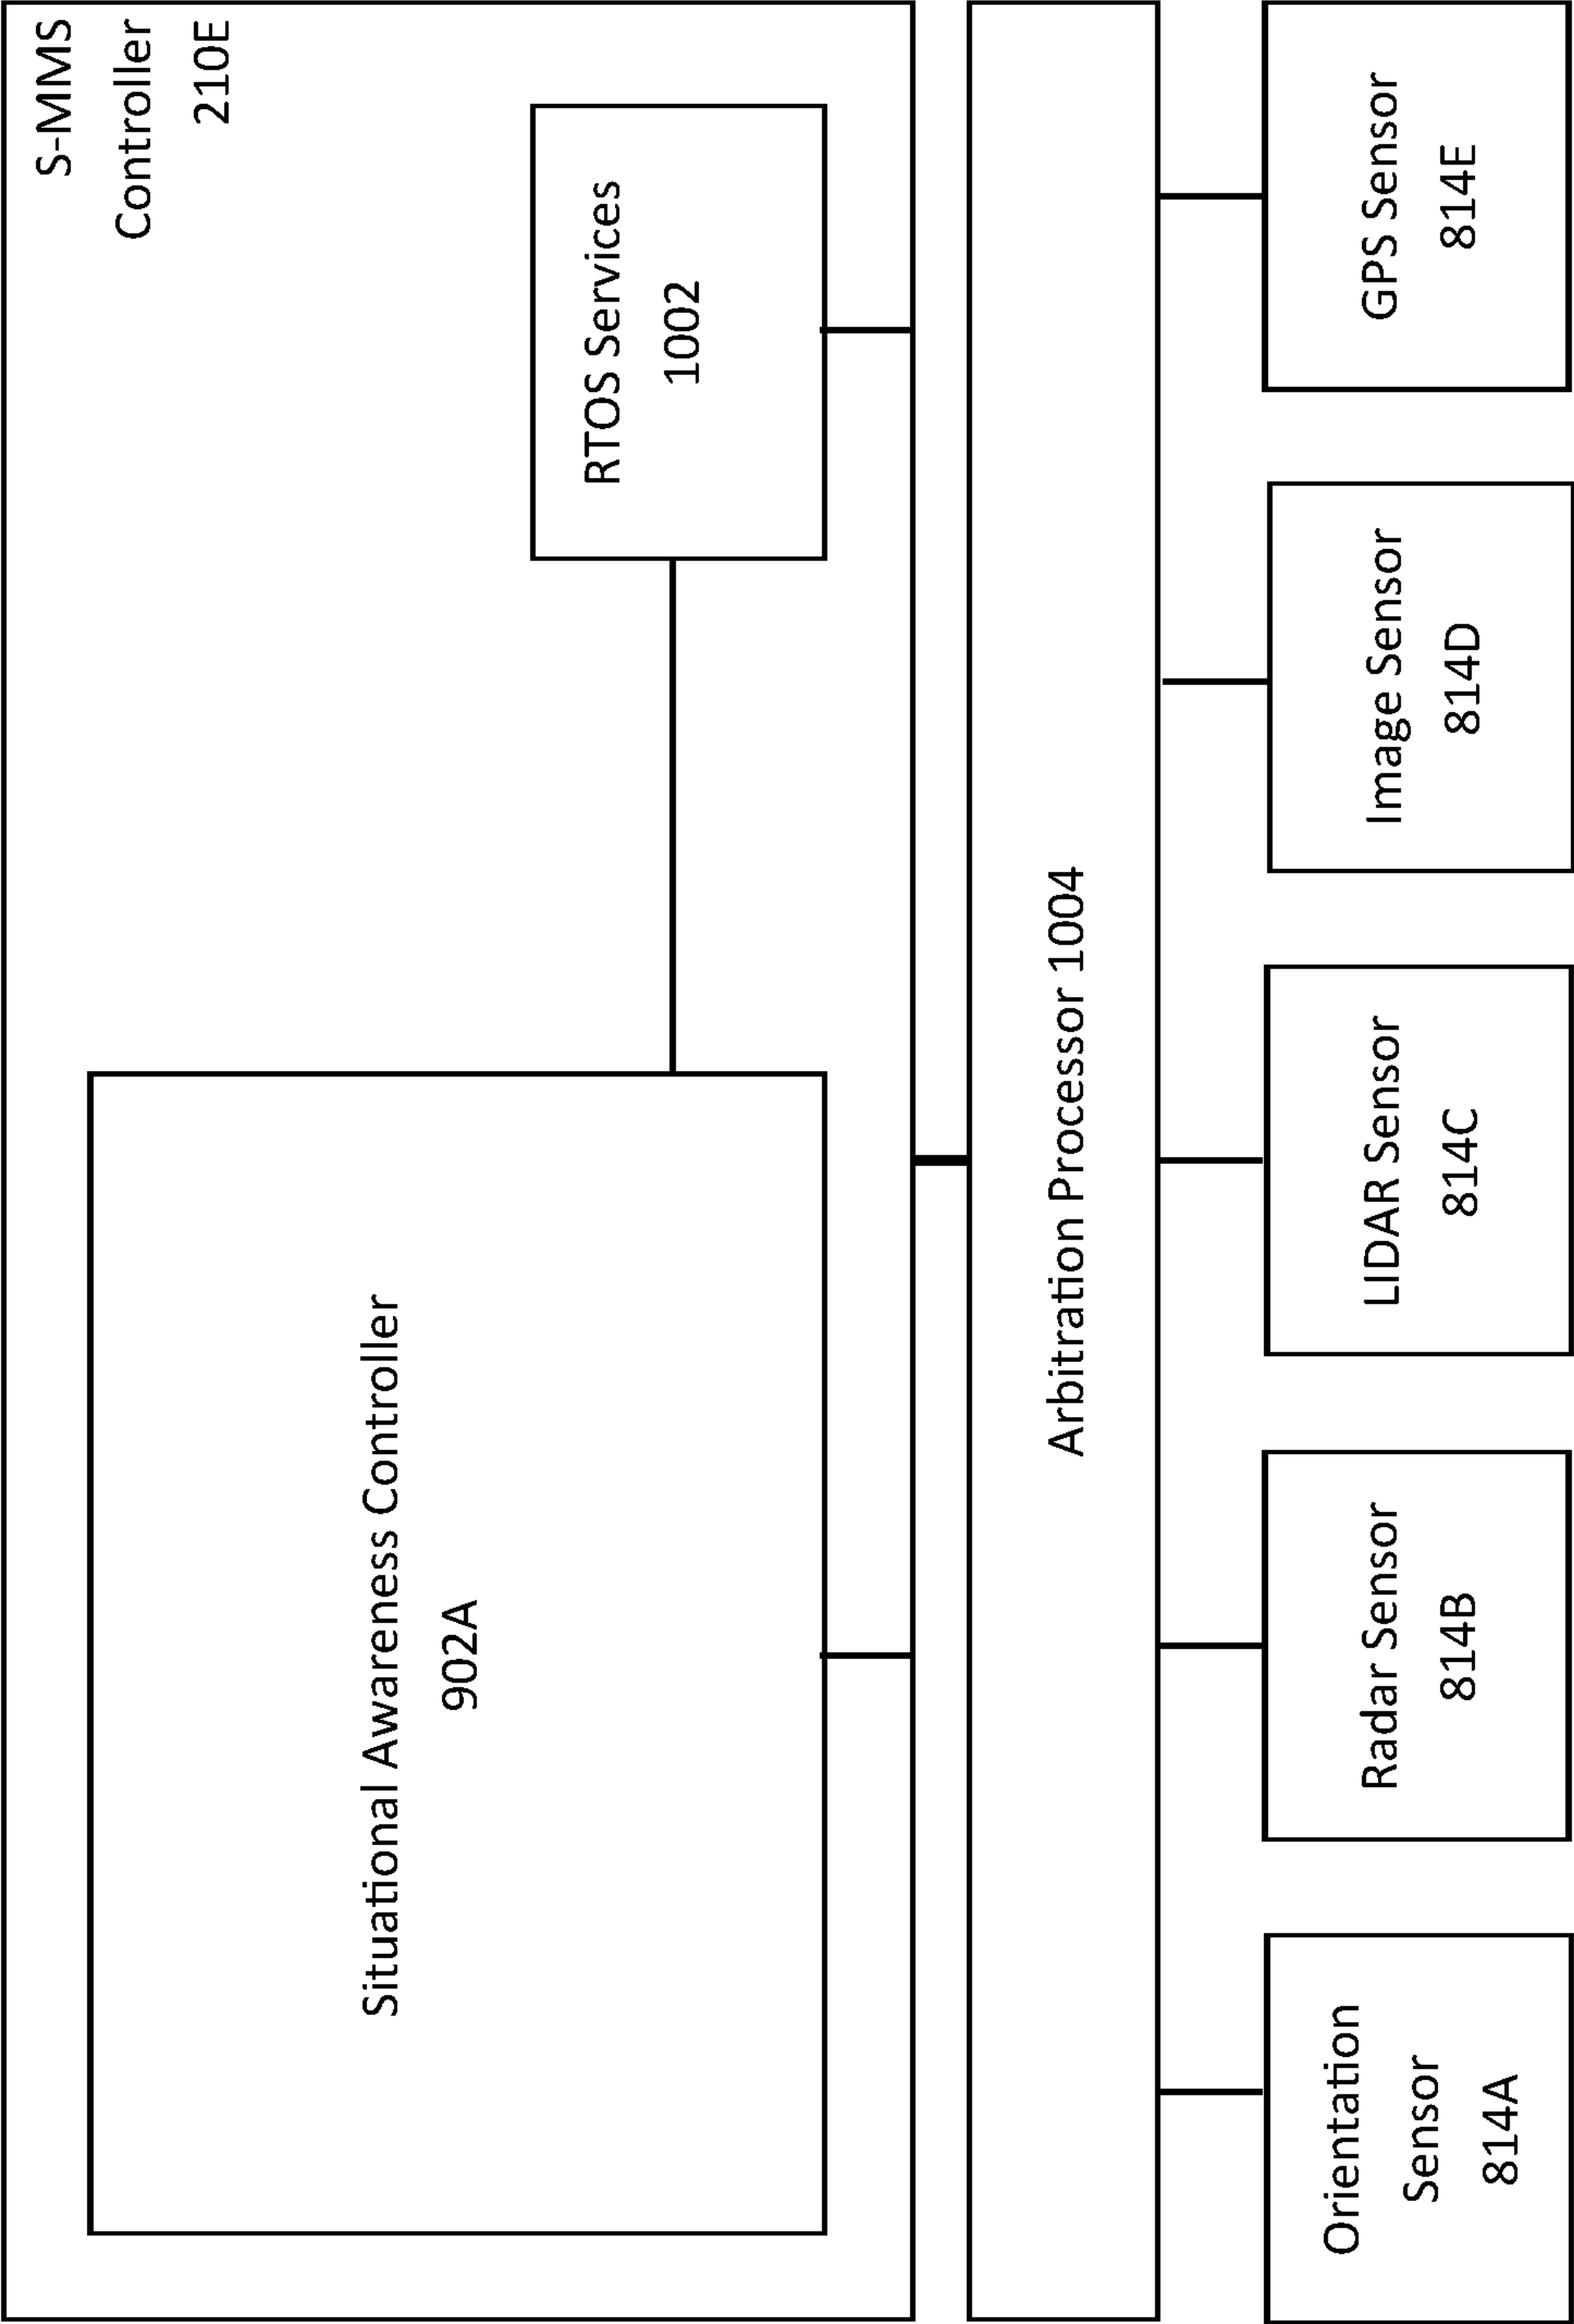 S-MMS
Controller
210E
Situational Awareness Controller
902A
RTOS Services
1002
Arbitration Processor 1004
Orientation
Sensor
814A
Radar Sensor
814B
LIDAR Sensor
814C
Image Sensor
814D
GPS Sensor
814E